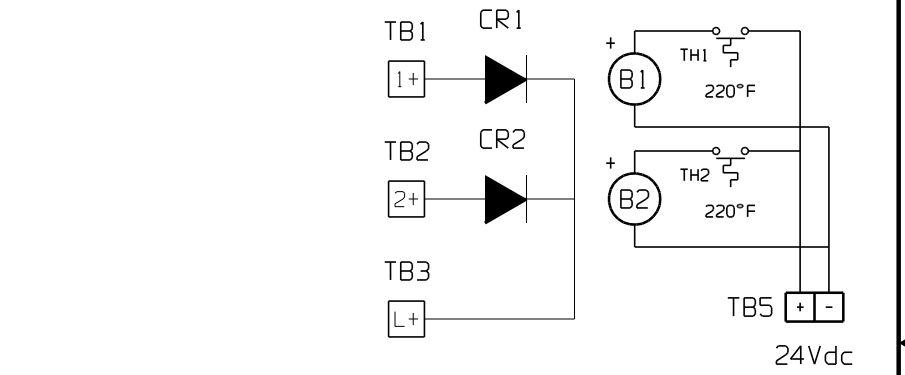 CR1
TB1
1+
+
TH1
B1
220°F
CR2
TB2
2+
+
TH2
B2
220°F
TB3
L+
TB5
+ -
24Vdc